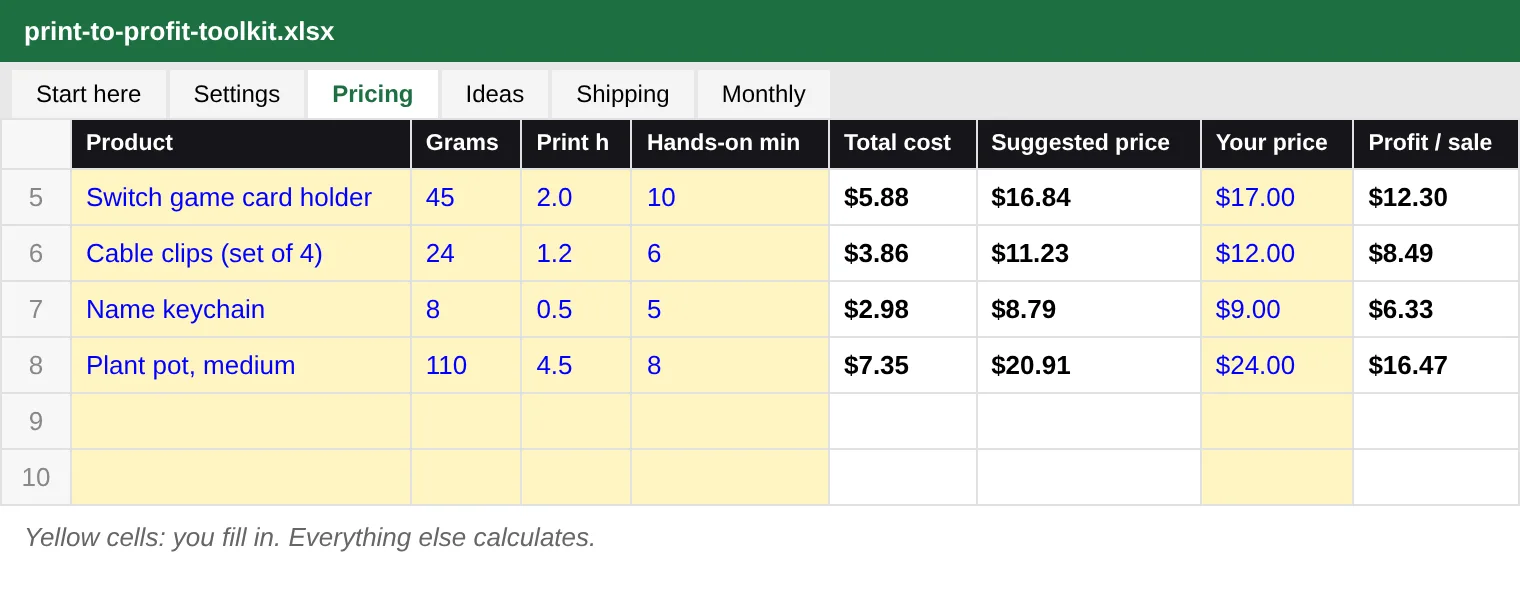 print-to-profit-toolkit.xlsx
Start here Settings Pricing Ideas Shipping Monthly
Product Grams Print h Hands-on min Total cost Suggested price Your price Profit / sale
5 Switch game card holder 45 2.0 10 $5.88 $16.84 $17.00 $12.30
6 Cable clips (set of 4) 24 1.2 6 $3.86 $11.23 $12.00 $8.49
7 Name keychain 8 0.5 5 $2.98 $8.79 $9.00 $6.33
8 Plant pot, medium 110 4.5 8 $7.35 $20.91 $24.00 $16.47
9
10
Yellow cells: you fill in. Everything else calculates.